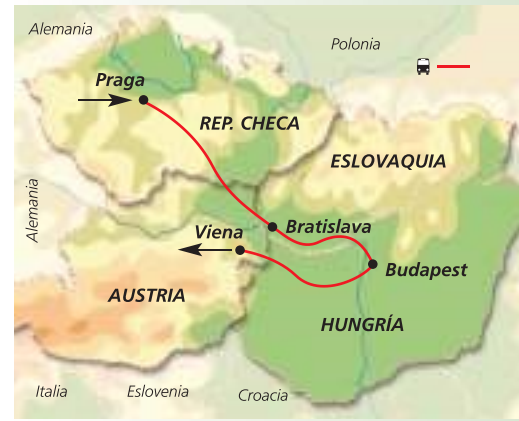 Alemania
Polonia
Praga
REP. CHECA
ESLOVAQUIA
Alemania
Viena
Bratislava
Budapest
AUSTRIA
HUNGRÍA
Italia
Eslovenia
Croacia